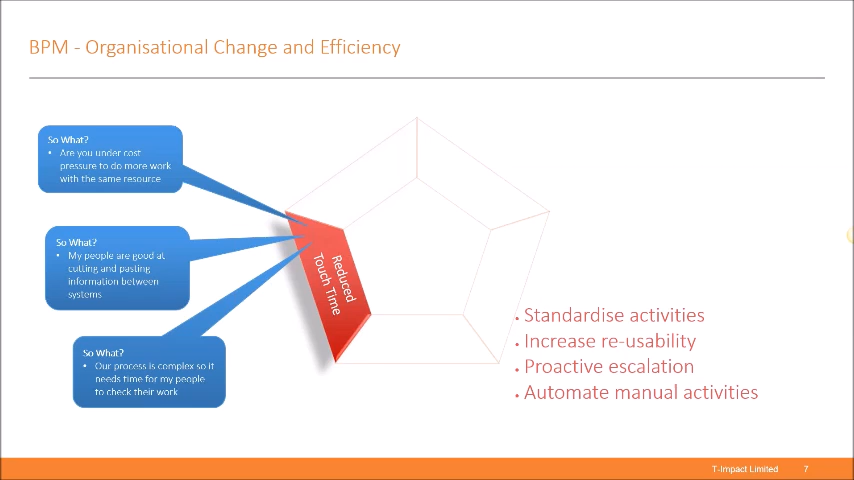 BPM - Organisational Change and Efficiency
So What?
• Are you under cost
pressure to do more work
with the same resource
So What?
• My people are good at
cutting and pasting
information between
systems
So What?
• Our process is complex so it
needs time for my people
to check their work
Reduced
Touch Time
• Standardise activities
• Increase re-usability
• Proactive escalation
• Automate manual activities
T-Impact Limited 7